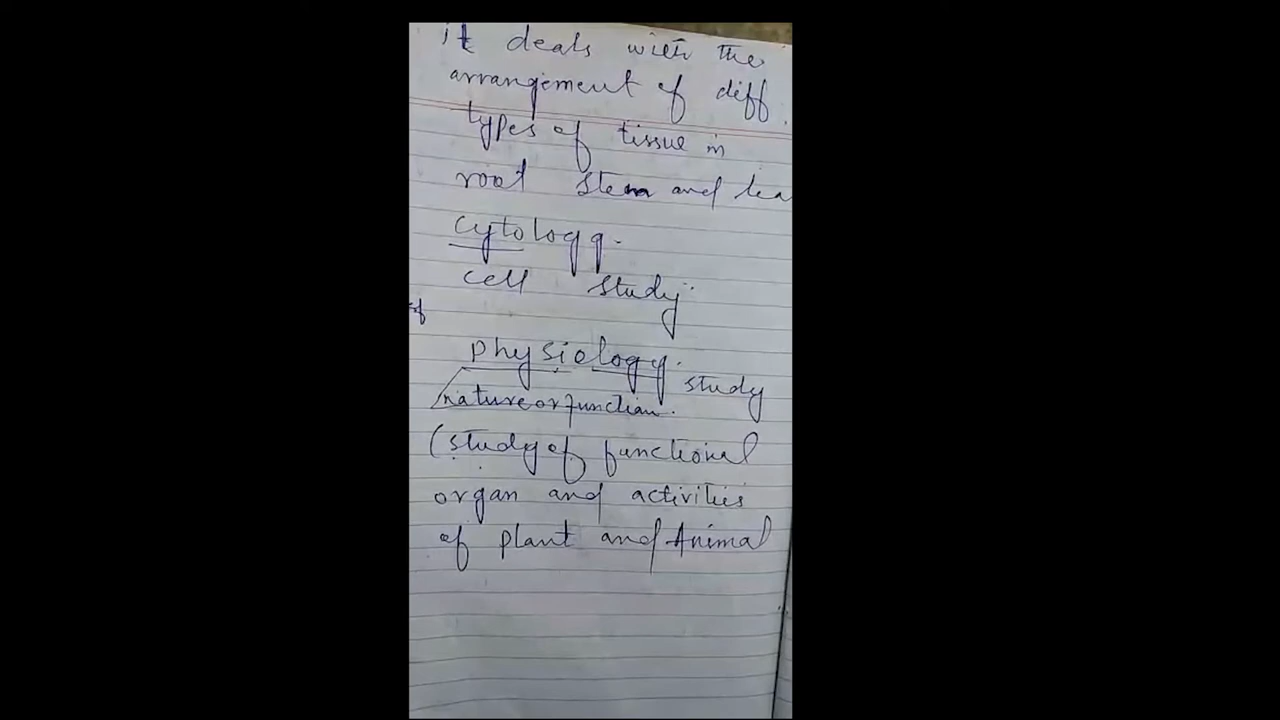 it deals with the
arrangement of diff.
types of tissue in
root stem and lea
cytology.
cell study.
of
physiology.
study
nature or function.
(study of functional
organ and activities
of plant and Animal